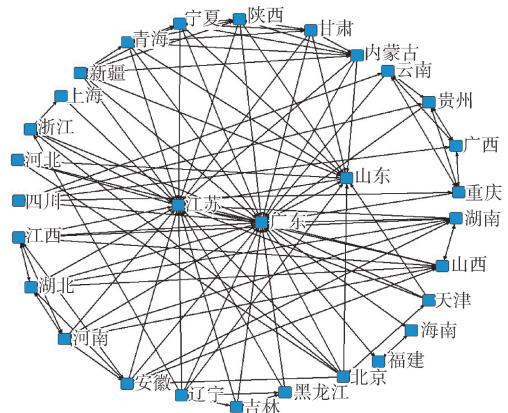 宁夏
陕西
甘肃
青海
内蒙古
云南
新疆
上海
贵州
浙江
广西
河北
山东
四川
江苏
重庆
广东
湖南
江西
山西
湖北
天津
河南
海南
福建
安徽
北京
辽宁
黑龙江
吉林